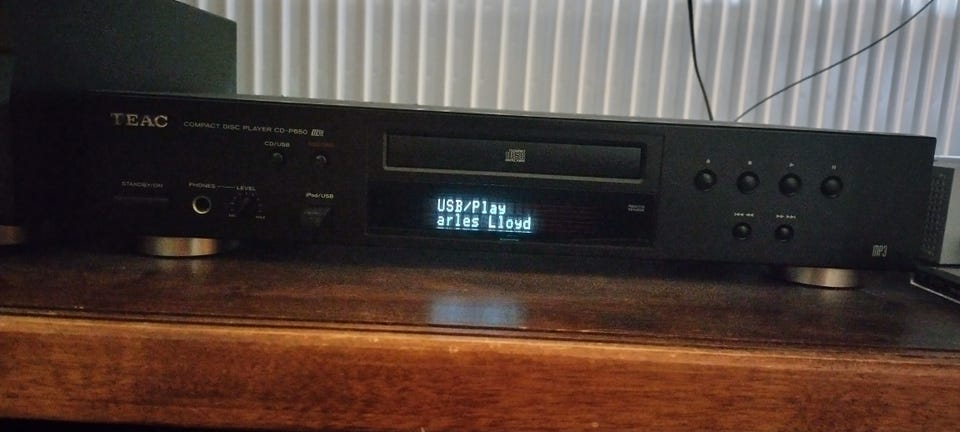 TEAC
COMPACT DISC PLAYER CD-P650
CD/USB
STANDBY/ON
PHONES
LEVEL
iPod/USB
USB/Play
arles Lloyd
MP3